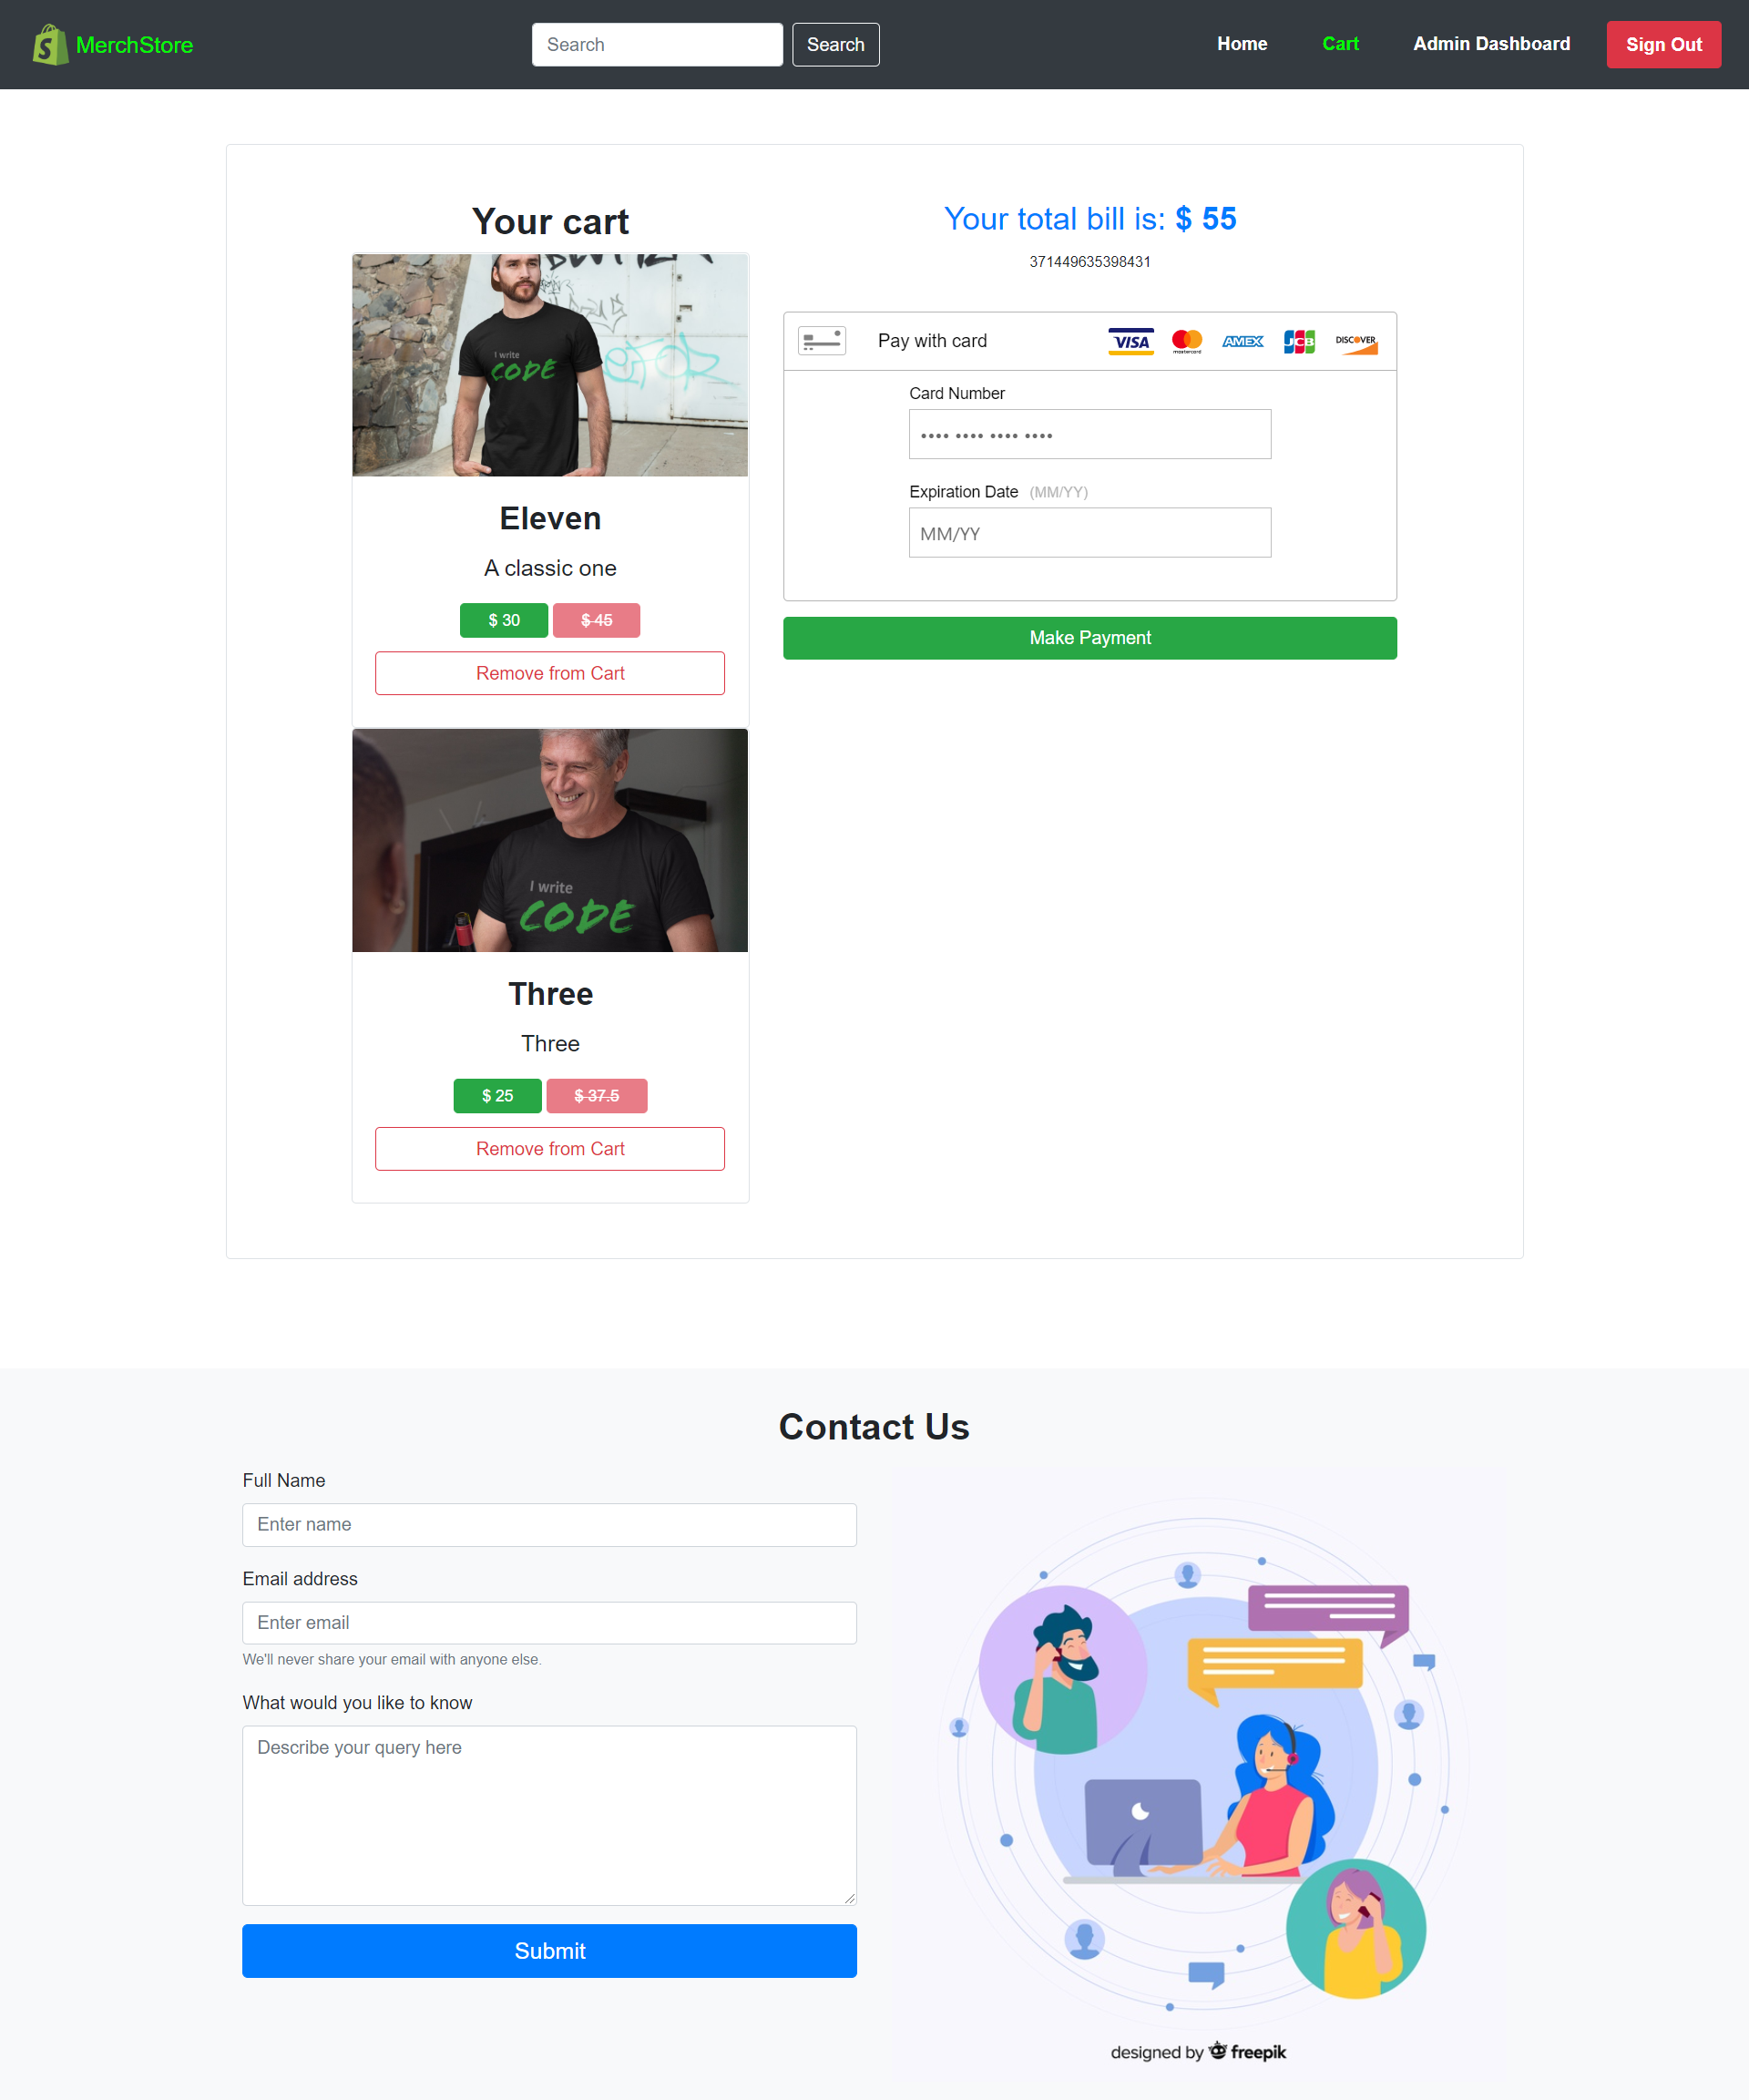 MerchStore
Search
Search
Home
Cart
Admin Dashboard
Sign Out
Your cart
I write
CODE
Eleven
A classic one
$ 30
$ 45
Remove from Cart
I write
CODE
Three
Three
$ 25
$ 37.5
Remove from Cart
Your total bill is: $ 55
371449635398431
Pay with card
VISA
mastercard
AMEX
JCB
DISCOVER
Card Number
•••• •••• •••• ••••
Expiration Date (MM/YY)
MM/YY
Make Payment
Contact Us
Full Name
Enter name
Email address
Enter email
We'll never share your email with anyone else.
What would you like to know
Describe your query here
Submit
designed by freepik